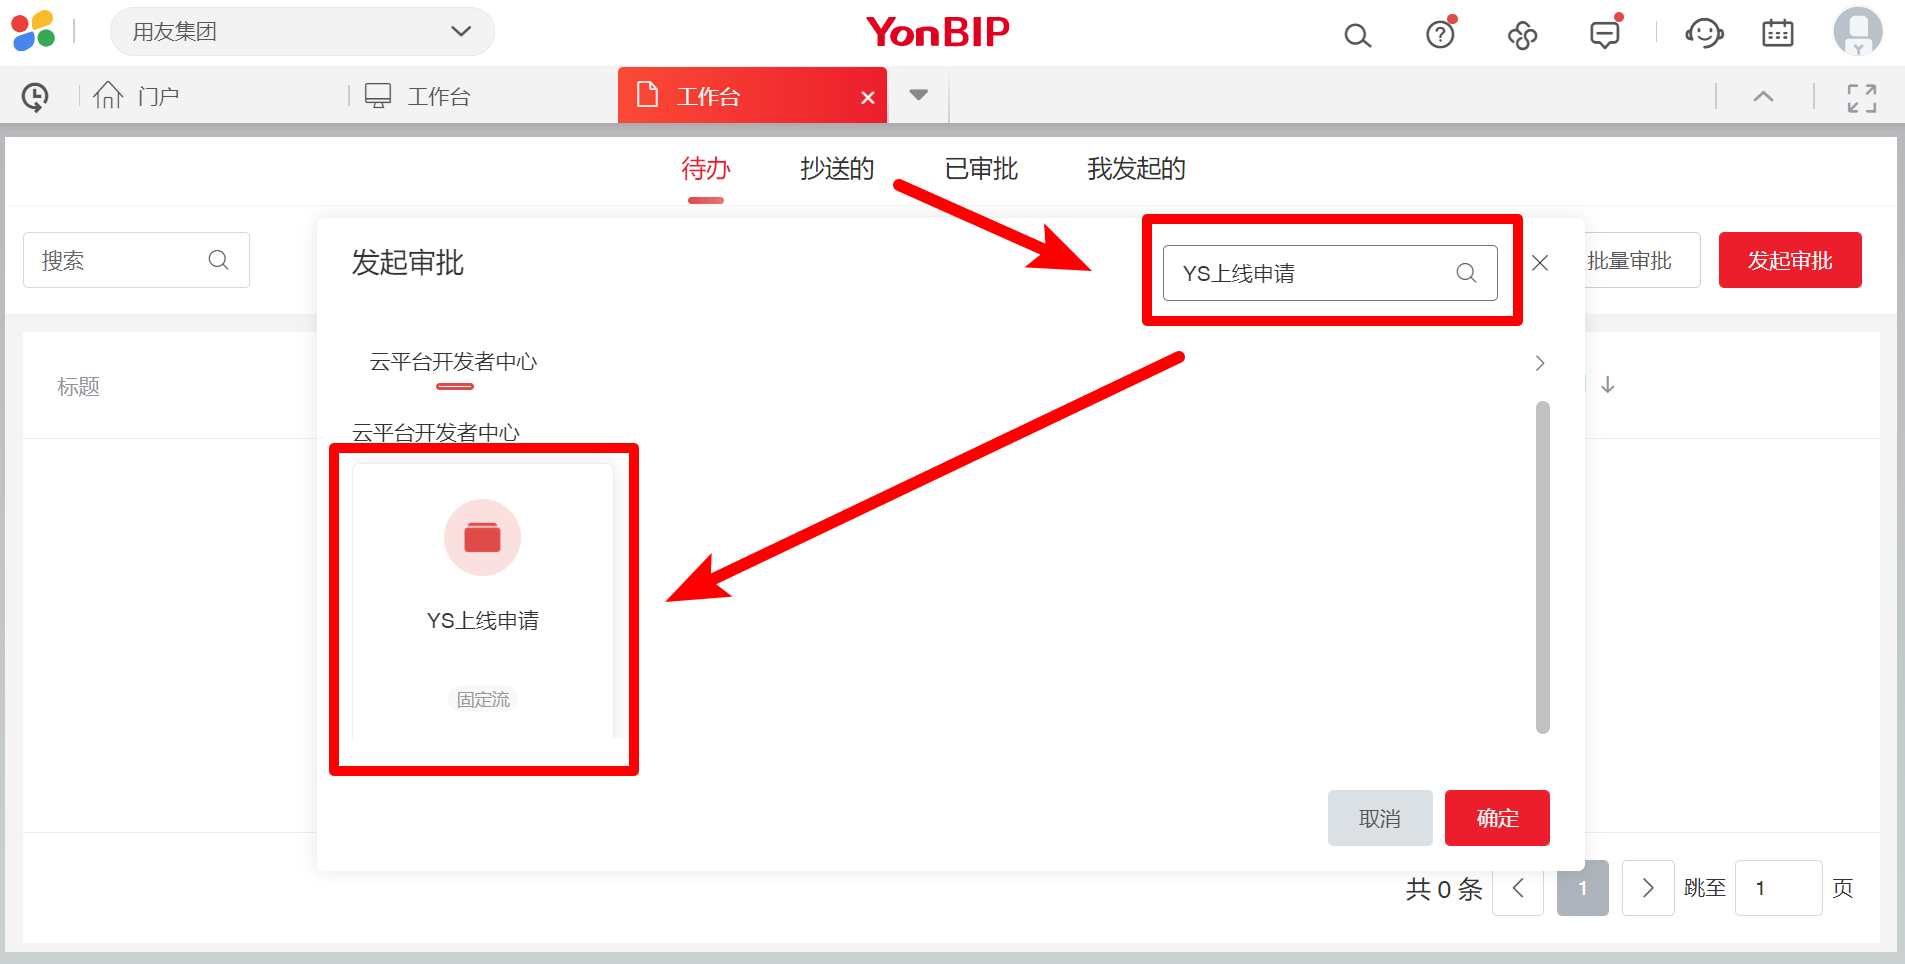 用友集团
YonBIP
门户
工作台
工作台
待办
抄送的
已审批
我发起的
搜索
发起审批
YS上线申请
批量审批
发起审批
云平台开发者中心
标题
云平台开发者中心
YS上线申请
固定流
取消
确定
共 0 条
1
跳至
1
页